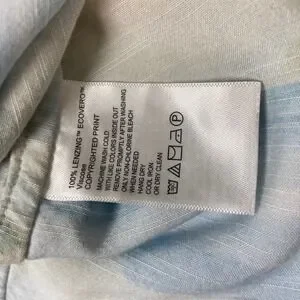 100% LENZING™ ECOVERO™
Viscose
COPYRIGHTED PRINT
MACHINE WASH COLD
WITH LIKE COLORS INSIDE OUT
REMOVE PROMPTLY AFTER WASHING
ONLY NON-CHLORINE BLEACH
WHEN NEEDED
HANG DRY
COOL IRON
OR DRY CLEAN